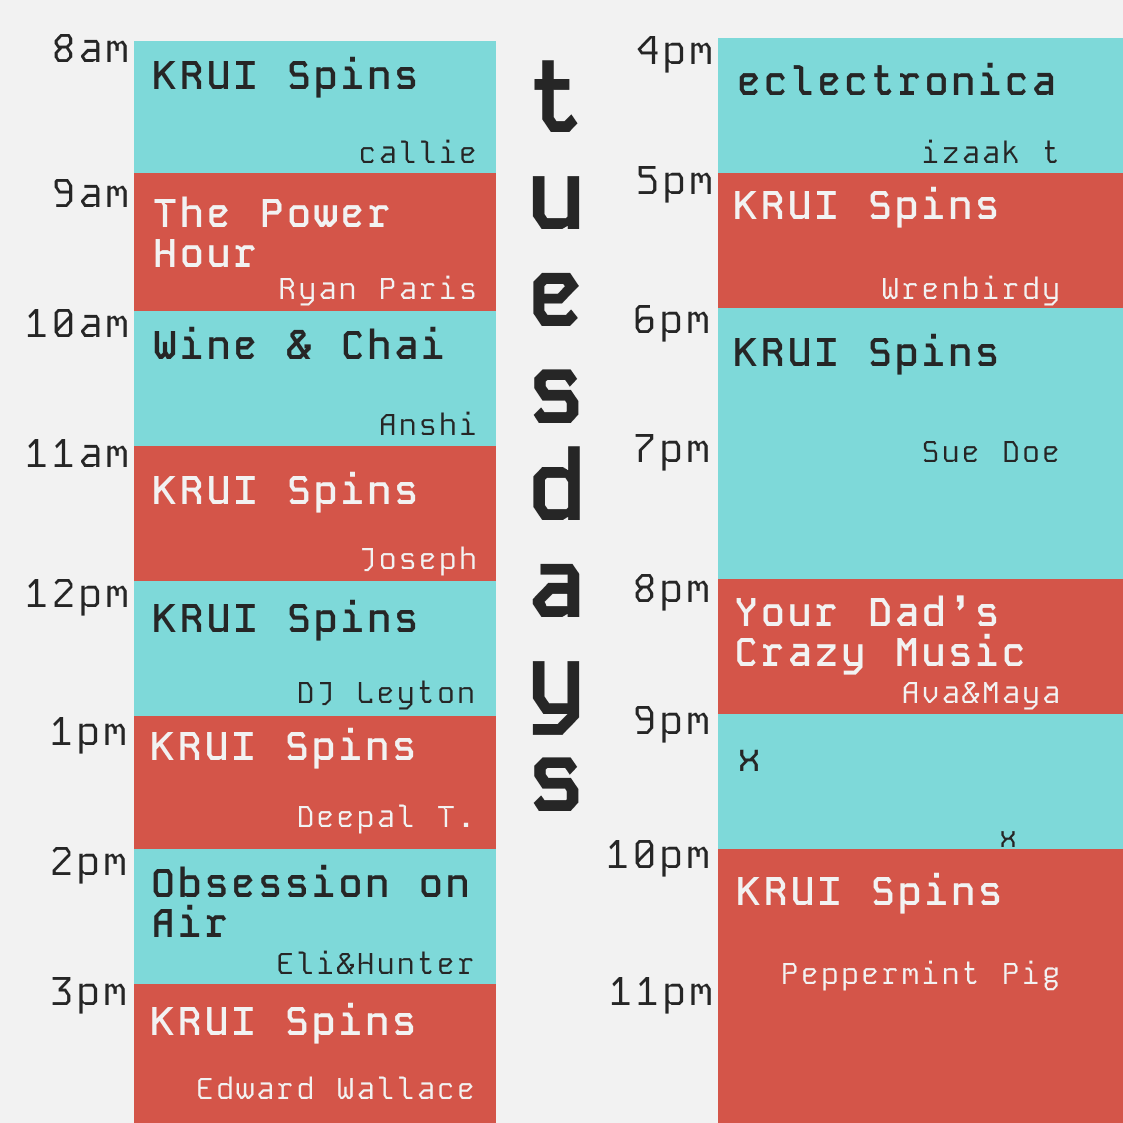 8am
KRUI Spins
callie
9am
The Power
Hour
Ryan Paris
10am
Wine & Chai
Anshi
11am
KRUI Spins
Joseph
12pm
KRUI Spins
DJ Leyton
1pm
KRUI Spins
Deepal T.
2pm
Obsession on
Air
Eli&Hunter
3pm
KRUI Spins
Edward Wallace
tuesdays
4pm
eclectronica
izaak t
5pm
KRUI Spins
Wrenbirdy
6pm
KRUI Spins
7pm
Sue Doe
8pm
Your Dad's
Crazy Music
Ava&Maya
9pm
x
x
10pm
KRUI Spins
Peppermint Pig
11pm